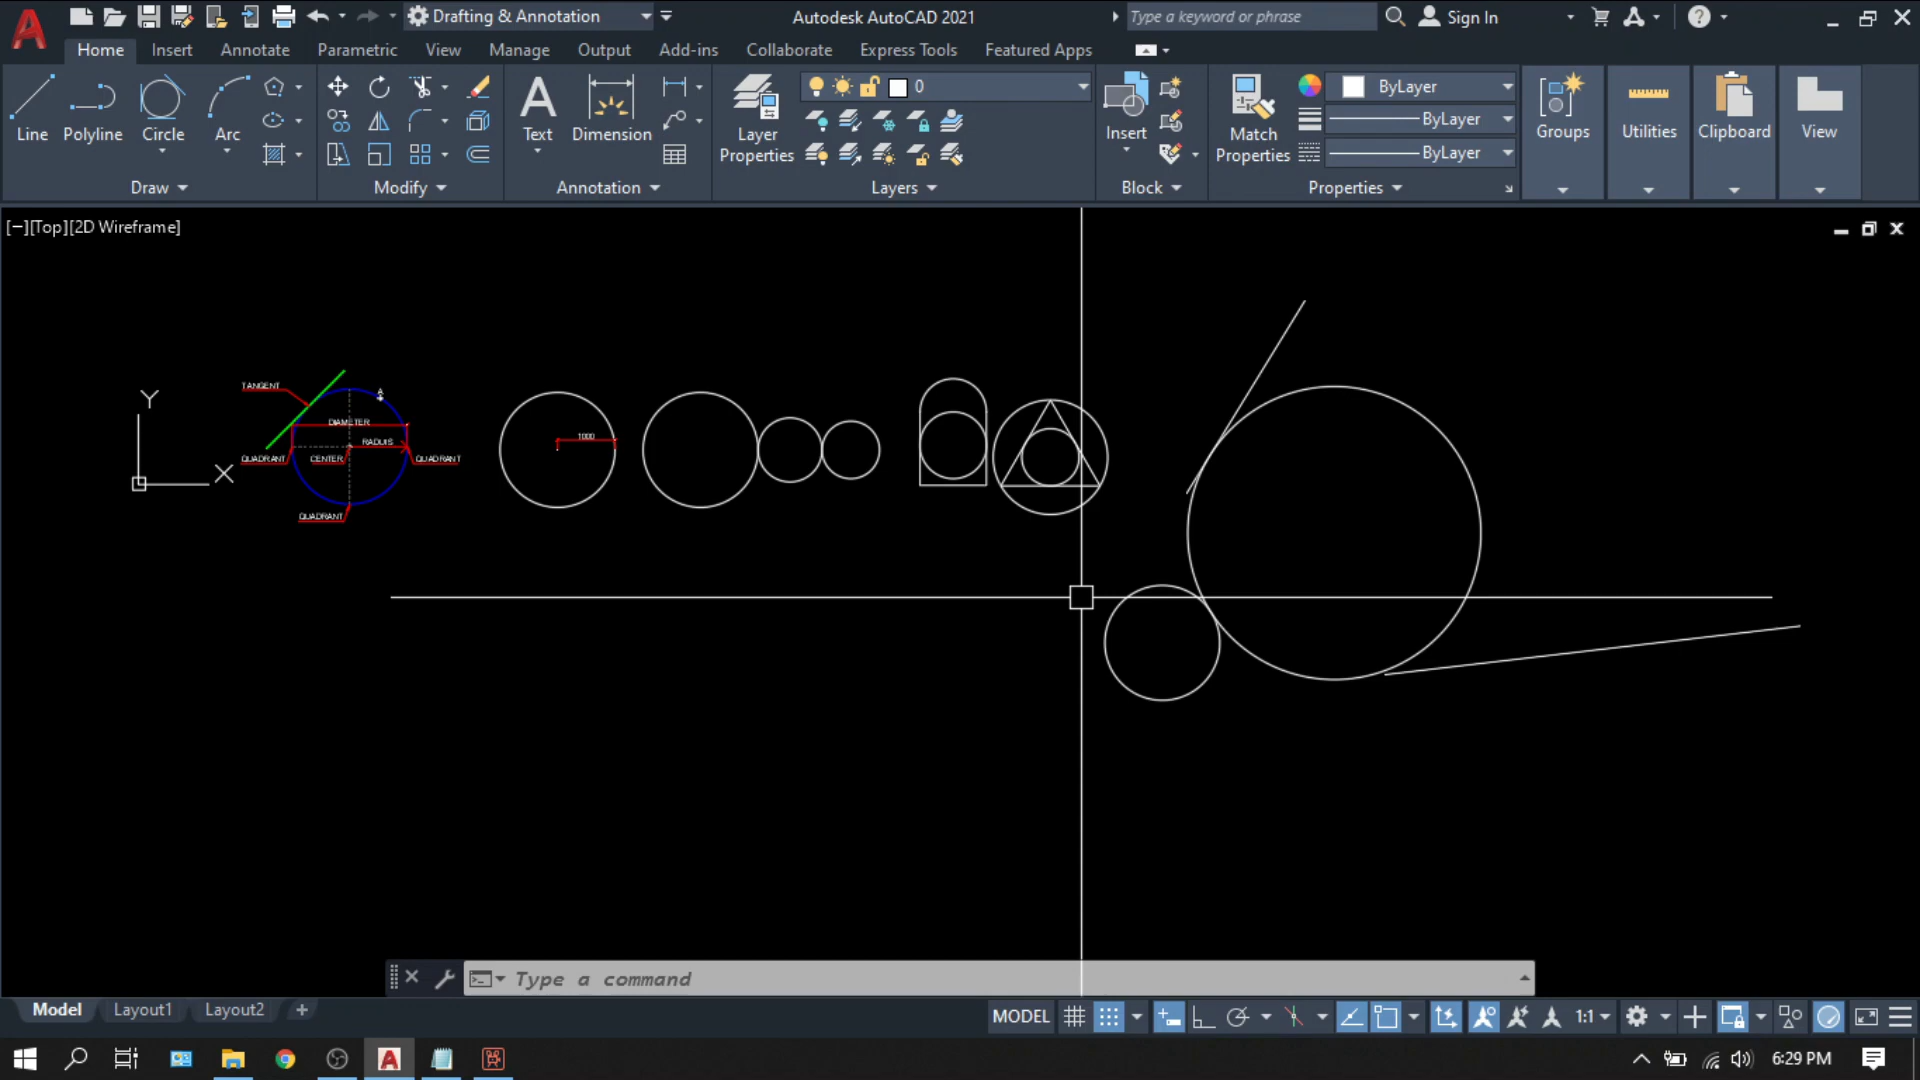 Drafting & Annotation
Autodesk AutoCAD 2021
Type a keyword or phrase
Sign In
Home Insert Annotate Parametric View Manage Output Add-ins Collaborate Express Tools Featured Apps
0
ByLayer
Line Polyline Circle Arc
Text Dimension
Layer Properties
Insert
Match Properties
ByLayer
ByLayer
Groups Utilities Clipboard View
Draw Modify Annotation Layers Block Properties
[−][Top][2D Wireframe]
Y
X
TANGENT
A
DIAMETER
RADUIS
QUADRANT
CENTER
QUADRANT
QUADRANT
1000
Type a command
Model Layout1 Layout2 +
MODEL
1:1
6:29 PM